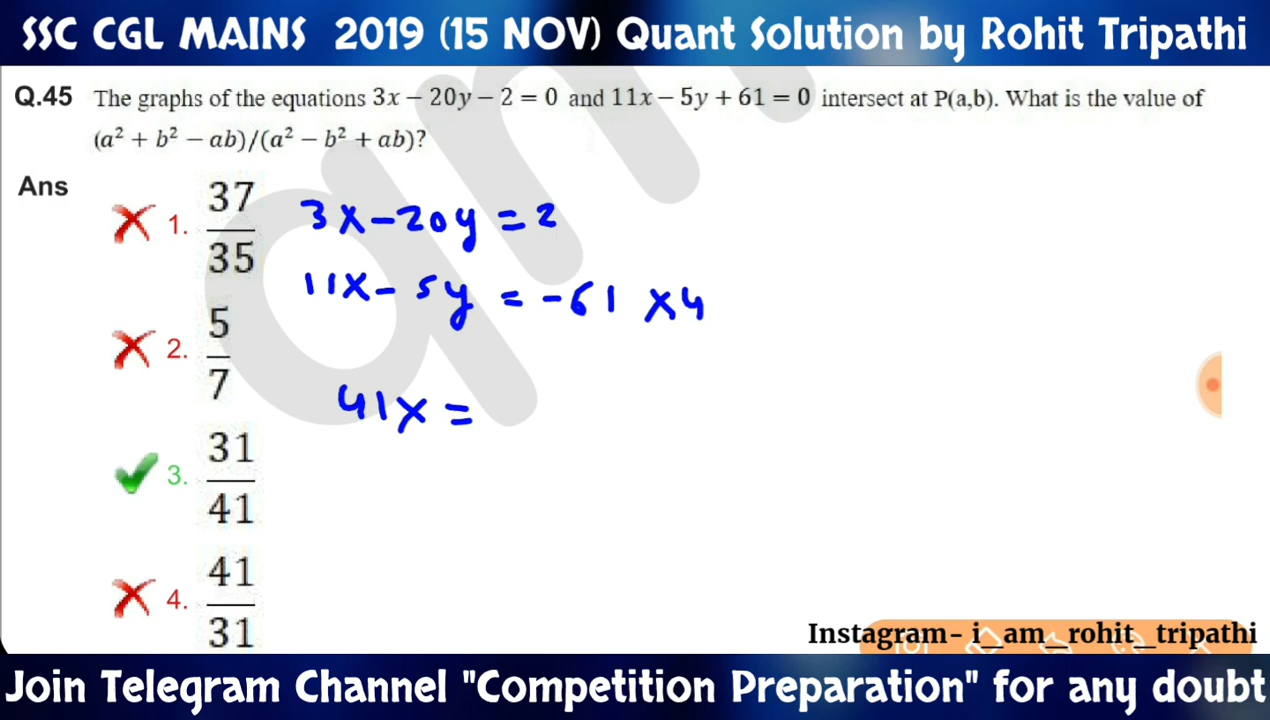 SSC CGL MAINS 2019 (15 NOV) Quant Solution by Rohit Tripathi
Q.45 The graphs of the equations 3x − 20y − 2 = 0 and 11x − 5y + 61 = 0 intersect at P(a,b). What is the value of
(a² + b² − ab)/(a² − b² + ab)?
Ans
1. 37/35
3x − 20y = 2
11x − 5y = −61 x4
2. 5/7
41x =
3. 31/41
4. 41/31
Instagram- i_am_rohit_tripathi
Join Telegram Channel "Competition Preparation" for any doubt